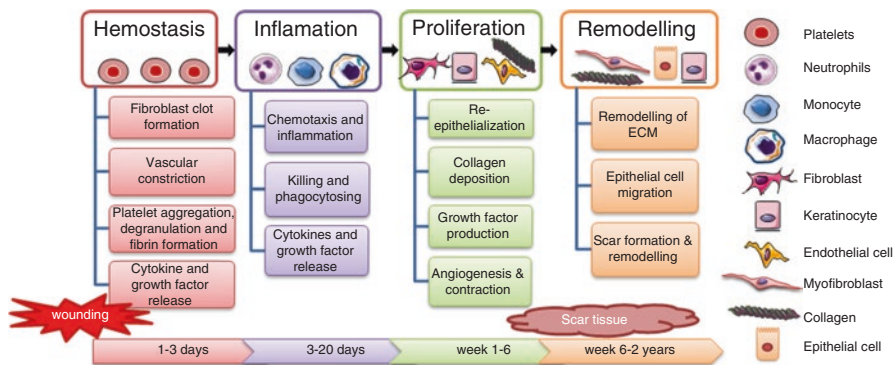 Hemostasis
Inflamation
Proliferation
Remodelling
Fibroblast clot
formation
Vascular
constriction
Platelet aggregation,
degranulation and
fibrin formation
Cytokine and
growth factor
release
Chemotaxis and
inflammation
Killing and
phagocytosing
Cytokines and
growth factor
release
Re-
epithelialization
Collagen
deposition
Growth factor
production
Angiogenesis &
contraction
Remodelling of
ECM
Epithelial cell
migration
Scar formation &
remodelling
wounding
Scar tissue
1-3 days
3-20 days
week 1-6
week 6-2 years
Platelets
Neutrophils
Monocyte
Macrophage
Fibroblast
Keratinocyte
Endothelial cell
Myofibroblast
Collagen
Epithelial cell